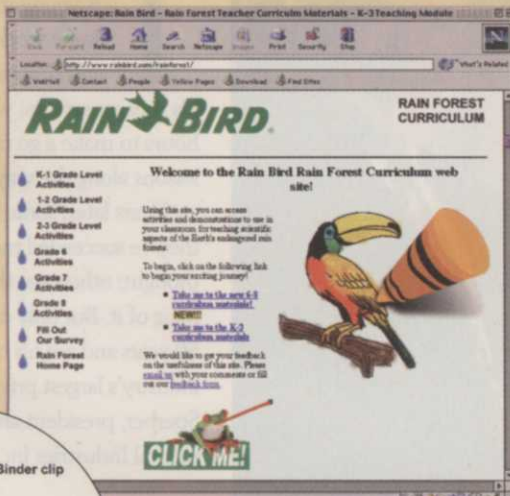 Netscape: Rain Bird – Rain Forest Teacher Curriculum Materials – K-3 Teaching Module
Back Forward Reload Home Search Netscape Images Print Security Stop
Location: http://www.rainbird.com/rainforest/ What's Related
WebMail Contact People Yellow Pages Download Find Sites
RAIN BIRD.
RAIN FOREST
CURRICULUM
K-1 Grade Level
Activities
1-2 Grade Level
Activities
2-3 Grade Level
Activities
Grade 6
Activities
Grade 7
Activities
Grade 8
Activities
Fill Out
Our Survey
Rain Forest
Home Page
Welcome to the Rain Bird Rain Forest Curriculum web
site!
Using this site, you can access
activities and demonstrations to use in
your classroom for teaching scientific
aspects of the Earth's endangered rain
forests.
To begin, click on the following link
to begin your exciting journey!
Take me to the new 6-8
curriculum materials!
NEW!!!
Take me to the K-3
curriculum materials
We would like to get your feedback
on the usefulness of this site. Please
email us with your comments or fill
out our feedback form.
CLICK ME!
Binder clip